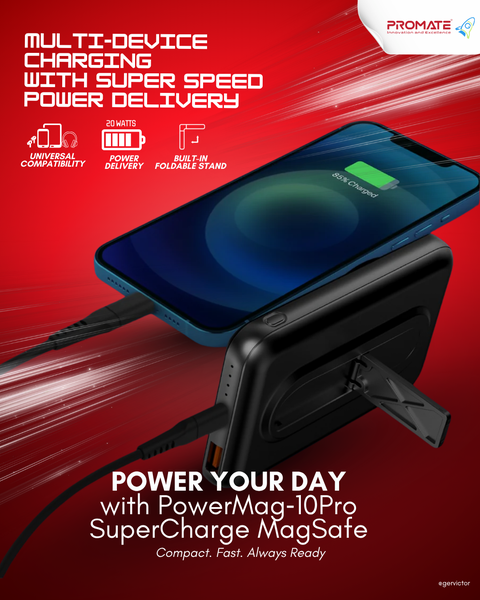 MULTI-DEVICE
CHARGING
WITH SUPER SPEED
POWER DELIVERY
PROMATE
Innovation and Excellence
UNIVERSAL
COMPATIBILITY
20 WATTS
POWER
DELIVERY
BUILT-IN
FOLDABLE STAND
85% Charged
POWER YOUR DAY
with PowerMag-10Pro
SuperCharge MagSafe
Compact. Fast. Always Ready
egervictor